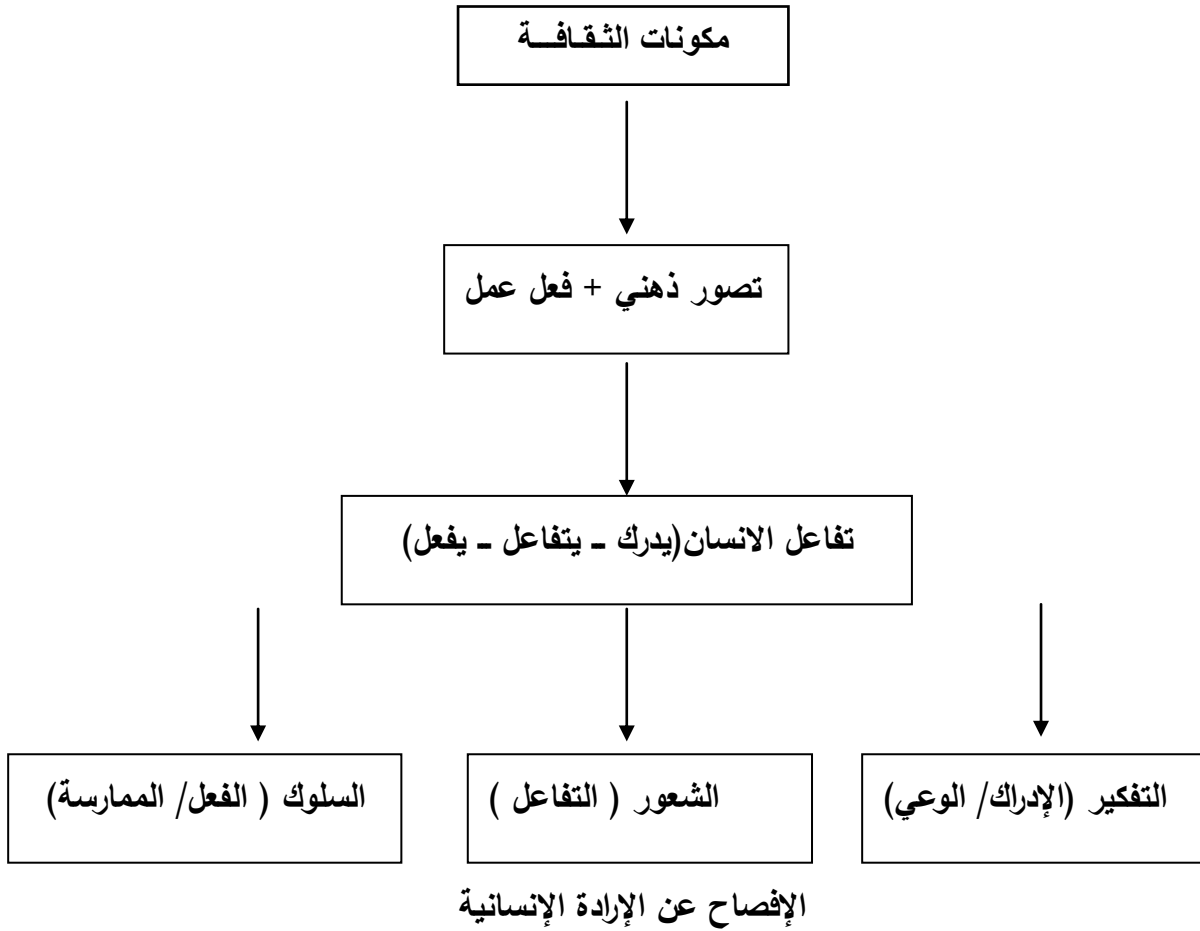 مكونات الثقافة
تصور ذهني + فعل عمل
تفاعل الانسان(يدرك ـ يتفاعل ـ يفعل)
التفكير (الإدراك/ الوعي)
الشعور ( التفاعل )
السلوك ( الفعل/ الممارسة)
الإفصاح عن الإرادة الإنسانية